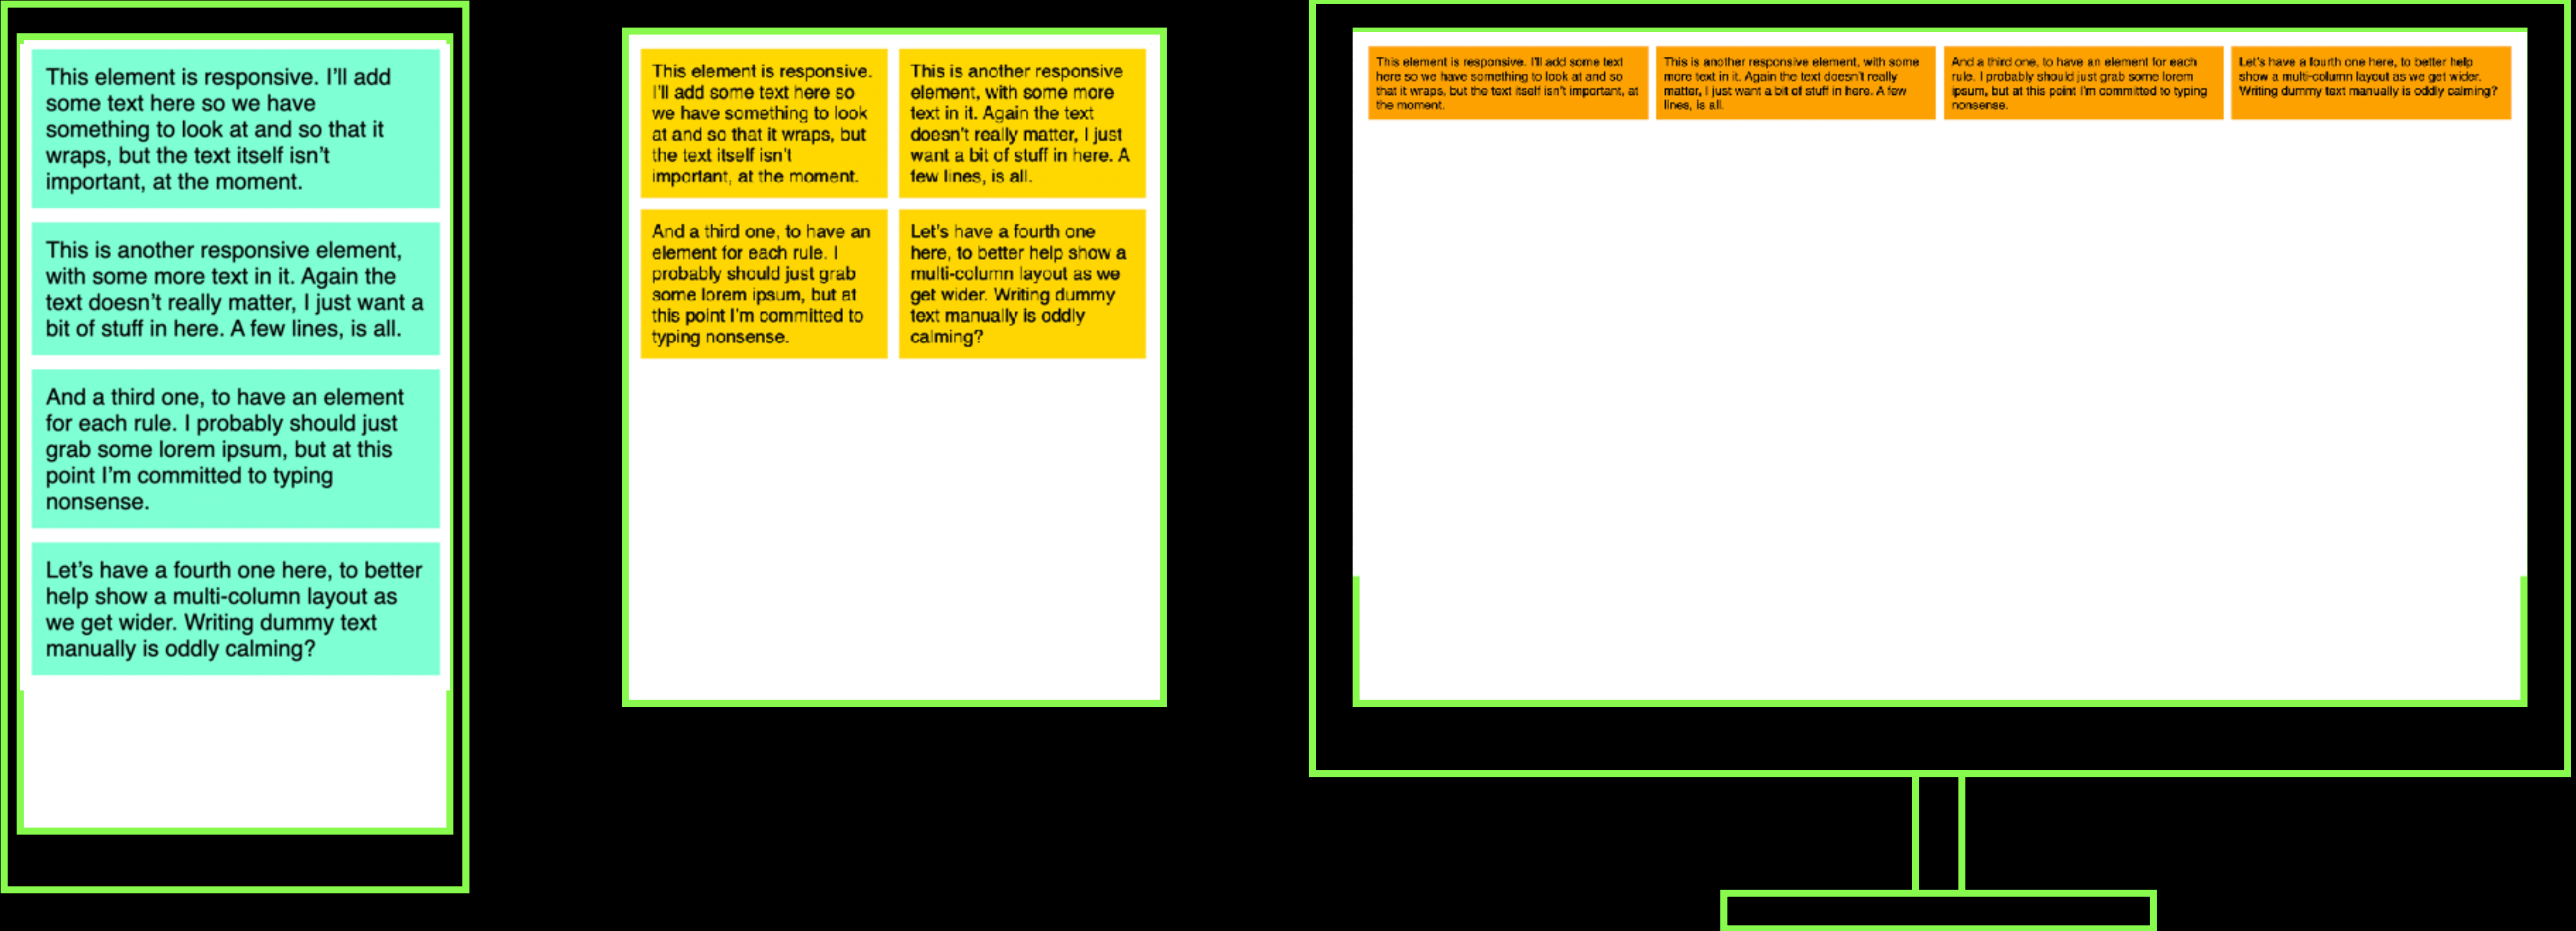 This element is responsive. I’ll add
some text here so we have
something to look at and so that it
wraps, but the text itself isn’t
important, at the moment.
This is another responsive element,
with some more text in it. Again the
text doesn’t really matter, I just want a
bit of stuff in here. A few lines, is all.
And a third one, to have an element
for each rule. I probably should just
grab some lorem ipsum, but at this
point I’m committed to typing
nonsense.
Let’s have a fourth one here, to better
help show a multi-column layout as
we get wider. Writing dummy text
manually is oddly calming?
This element is responsive.
I’ll add some text here so
we have something to look
at and so that it wraps, but
the text itself isn’t
important, at the moment.
This is another responsive
element, with some more
text in it. Again the text
doesn’t really matter, I just
want a bit of stuff in here. A
few lines, is all.
And a third one, to have an
element for each rule. I
probably should just grab
some lorem ipsum, but at
this point I’m committed to
typing nonsense.
Let’s have a fourth one
here, to better help show a
multi-column layout as we
get wider. Writing dummy
text manually is oddly
calming?
This element is responsive. I’ll add some text
here so we have something to look at and so
that it wraps, but the text itself isn’t important, at
the moment.
This is another responsive element, with some
more text in it. Again the text doesn’t really
matter, I just want a bit of stuff in here. A few
lines, is all.
And a third one, to have an element for each
rule. I probably should just grab some lorem
ipsum, but at this point I’m committed to typing
nonsense.
Let’s have a fourth one here, to better help
show a multi-column layout as we get wider.
Writing dummy text manually is oddly calming?